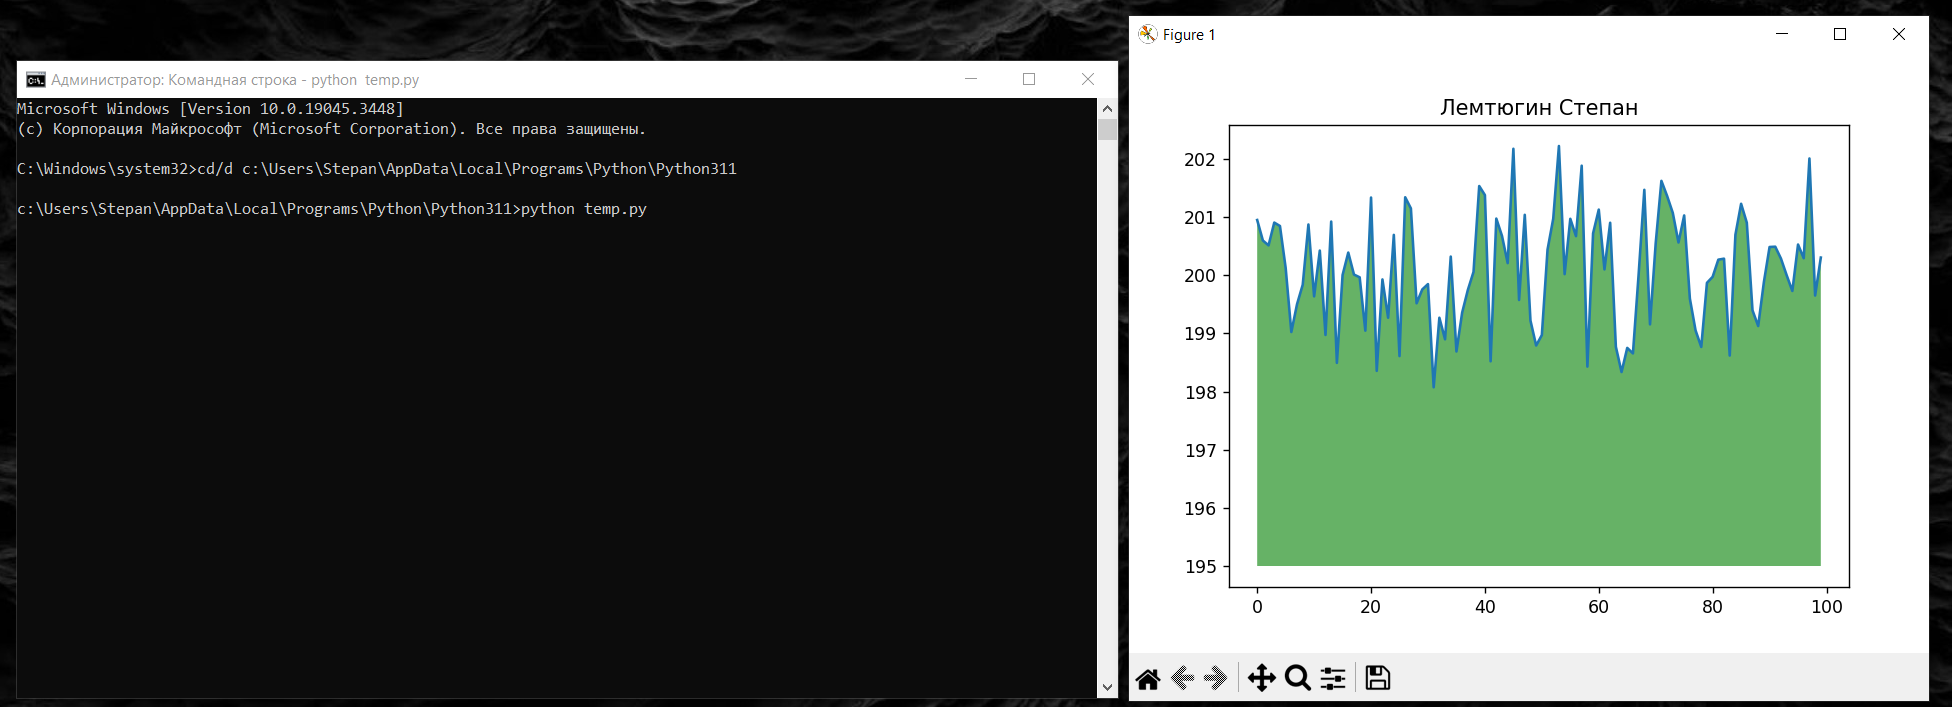 Администратор: Командная строка - python  temp.py
Microsoft Windows [Version 10.0.19045.3448]
(c) Корпорация Майкрософт (Microsoft Corporation). Все права защищены.
C:\Windows\system32>cd/d c:\Users\Stepan\AppData\Local\Programs\Python\Python311
c:\Users\Stepan\AppData\Local\Programs\Python\Python311>python temp.py
Figure 1
Лемтюгин Степан
202
201
200
199
198
197
196
195
0 20 40 60 80 100